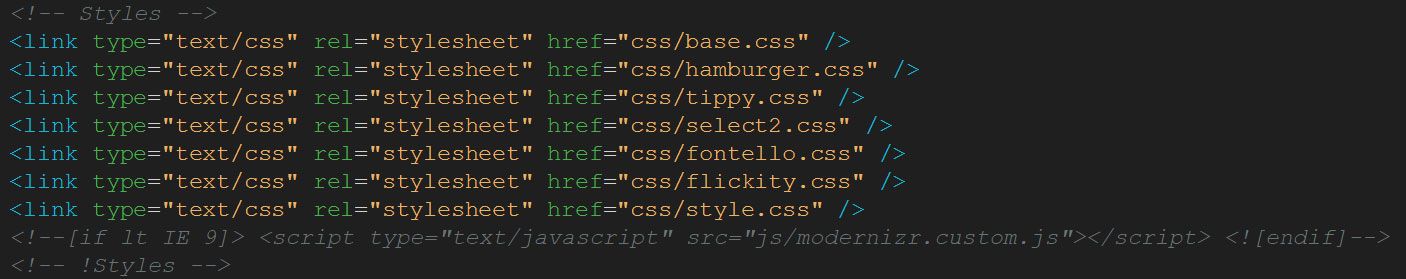 <!-- Styles -->
<link type="text/css" rel="stylesheet" href="css/base.css" />
<link type="text/css" rel="stylesheet" href="css/hamburger.css" />
<link type="text/css" rel="stylesheet" href="css/tippy.css" />
<link type="text/css" rel="stylesheet" href="css/select2.css" />
<link type="text/css" rel="stylesheet" href="css/fontello.css" />
<link type="text/css" rel="stylesheet" href="css/flickity.css" />
<link type="text/css" rel="stylesheet" href="css/style.css" />
<!--[if lt IE 9]> <script type="text/javascript" src="js/modernizr.custom.js"></script> <![endif]-->
<!-- !Styles -->